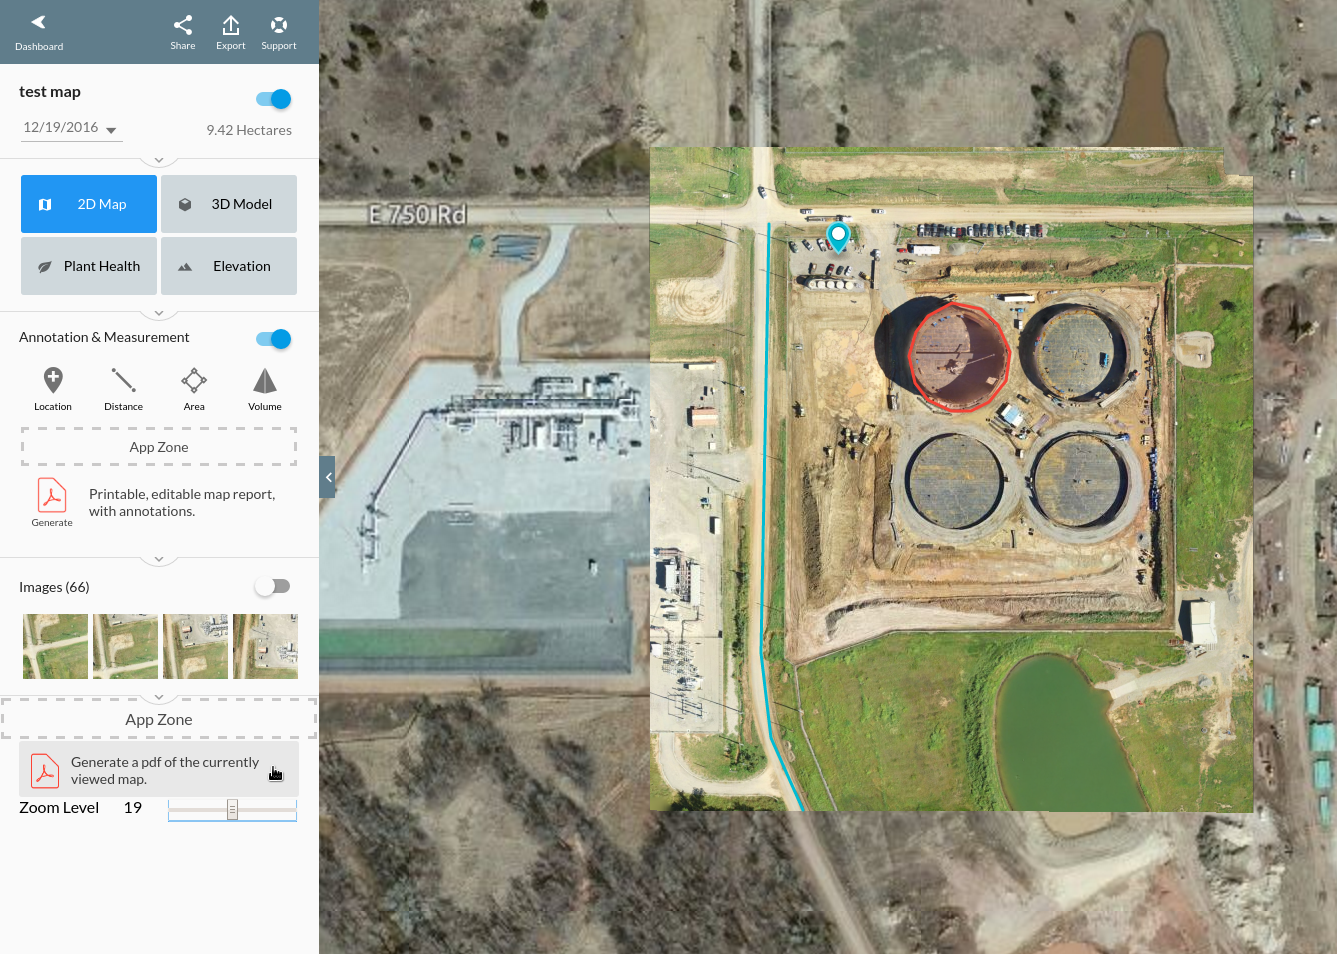 Dashboard
Share
Export
Support
test map
12/19/2016
9.42 Hectares
2D Map
3D Model
Plant Health
Elevation
Annotation & Measurement
Location
Distance
Area
Volume
App Zone
Generate
Printable, editable map report,
with annotations.
Images (66)
App Zone
Generate a pdf of the currently
viewed map.
Zoom Level 19
E 750 Rd